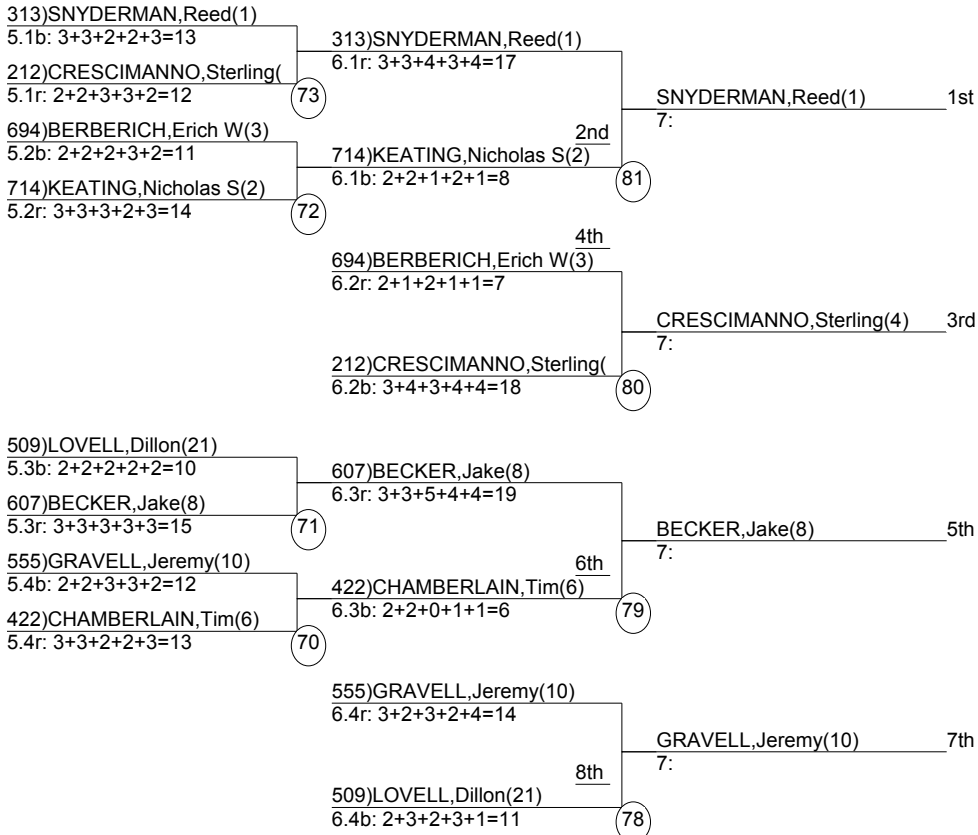 313)SNYDERMAN,Reed(1)
5.1b: 3+3+2+2+3=13
212)CRESCIMANNO,Sterling(
5.1r: 2+2+3+3+2=12
73
694)BERBERICH,Erich W(3)
5.2b: 2+2+2+3+2=11
714)KEATING,Nicholas S(2)
5.2r: 3+3+3+2+3=14
72
313)SNYDERMAN,Reed(1)
6.1r: 3+3+4+3+4=17
2nd
714)KEATING,Nicholas S(2)
6.1b: 2+2+1+2+1=8
81
SNYDERMAN,Reed(1) 1st
7:
4th
694)BERBERICH,Erich W(3)
6.2r: 2+1+2+1+1=7
212)CRESCIMANNO,Sterling(
6.2b: 3+4+3+4+4=18
80
CRESCIMANNO,Sterling(4) 3rd
7:
509)LOVELL,Dillon(21)
5.3b: 2+2+2+2+2=10
607)BECKER,Jake(8)
5.3r: 3+3+3+3+3=15
71
555)GRAVELL,Jeremy(10)
5.4b: 2+2+3+3+2=12
422)CHAMBERLAIN,Tim(6)
5.4r: 3+3+2+2+3=13
70
607)BECKER,Jake(8)
6.3r: 3+3+5+4+4=19
6th
422)CHAMBERLAIN,Tim(6)
6.3b: 2+2+0+1+1=6
79
BECKER,Jake(8) 5th
7:
555)GRAVELL,Jeremy(10)
6.4r: 3+2+3+2+4=14
8th
509)LOVELL,Dillon(21)
6.4b: 2+3+2+3+1=11
78
GRAVELL,Jeremy(10) 7th
7: